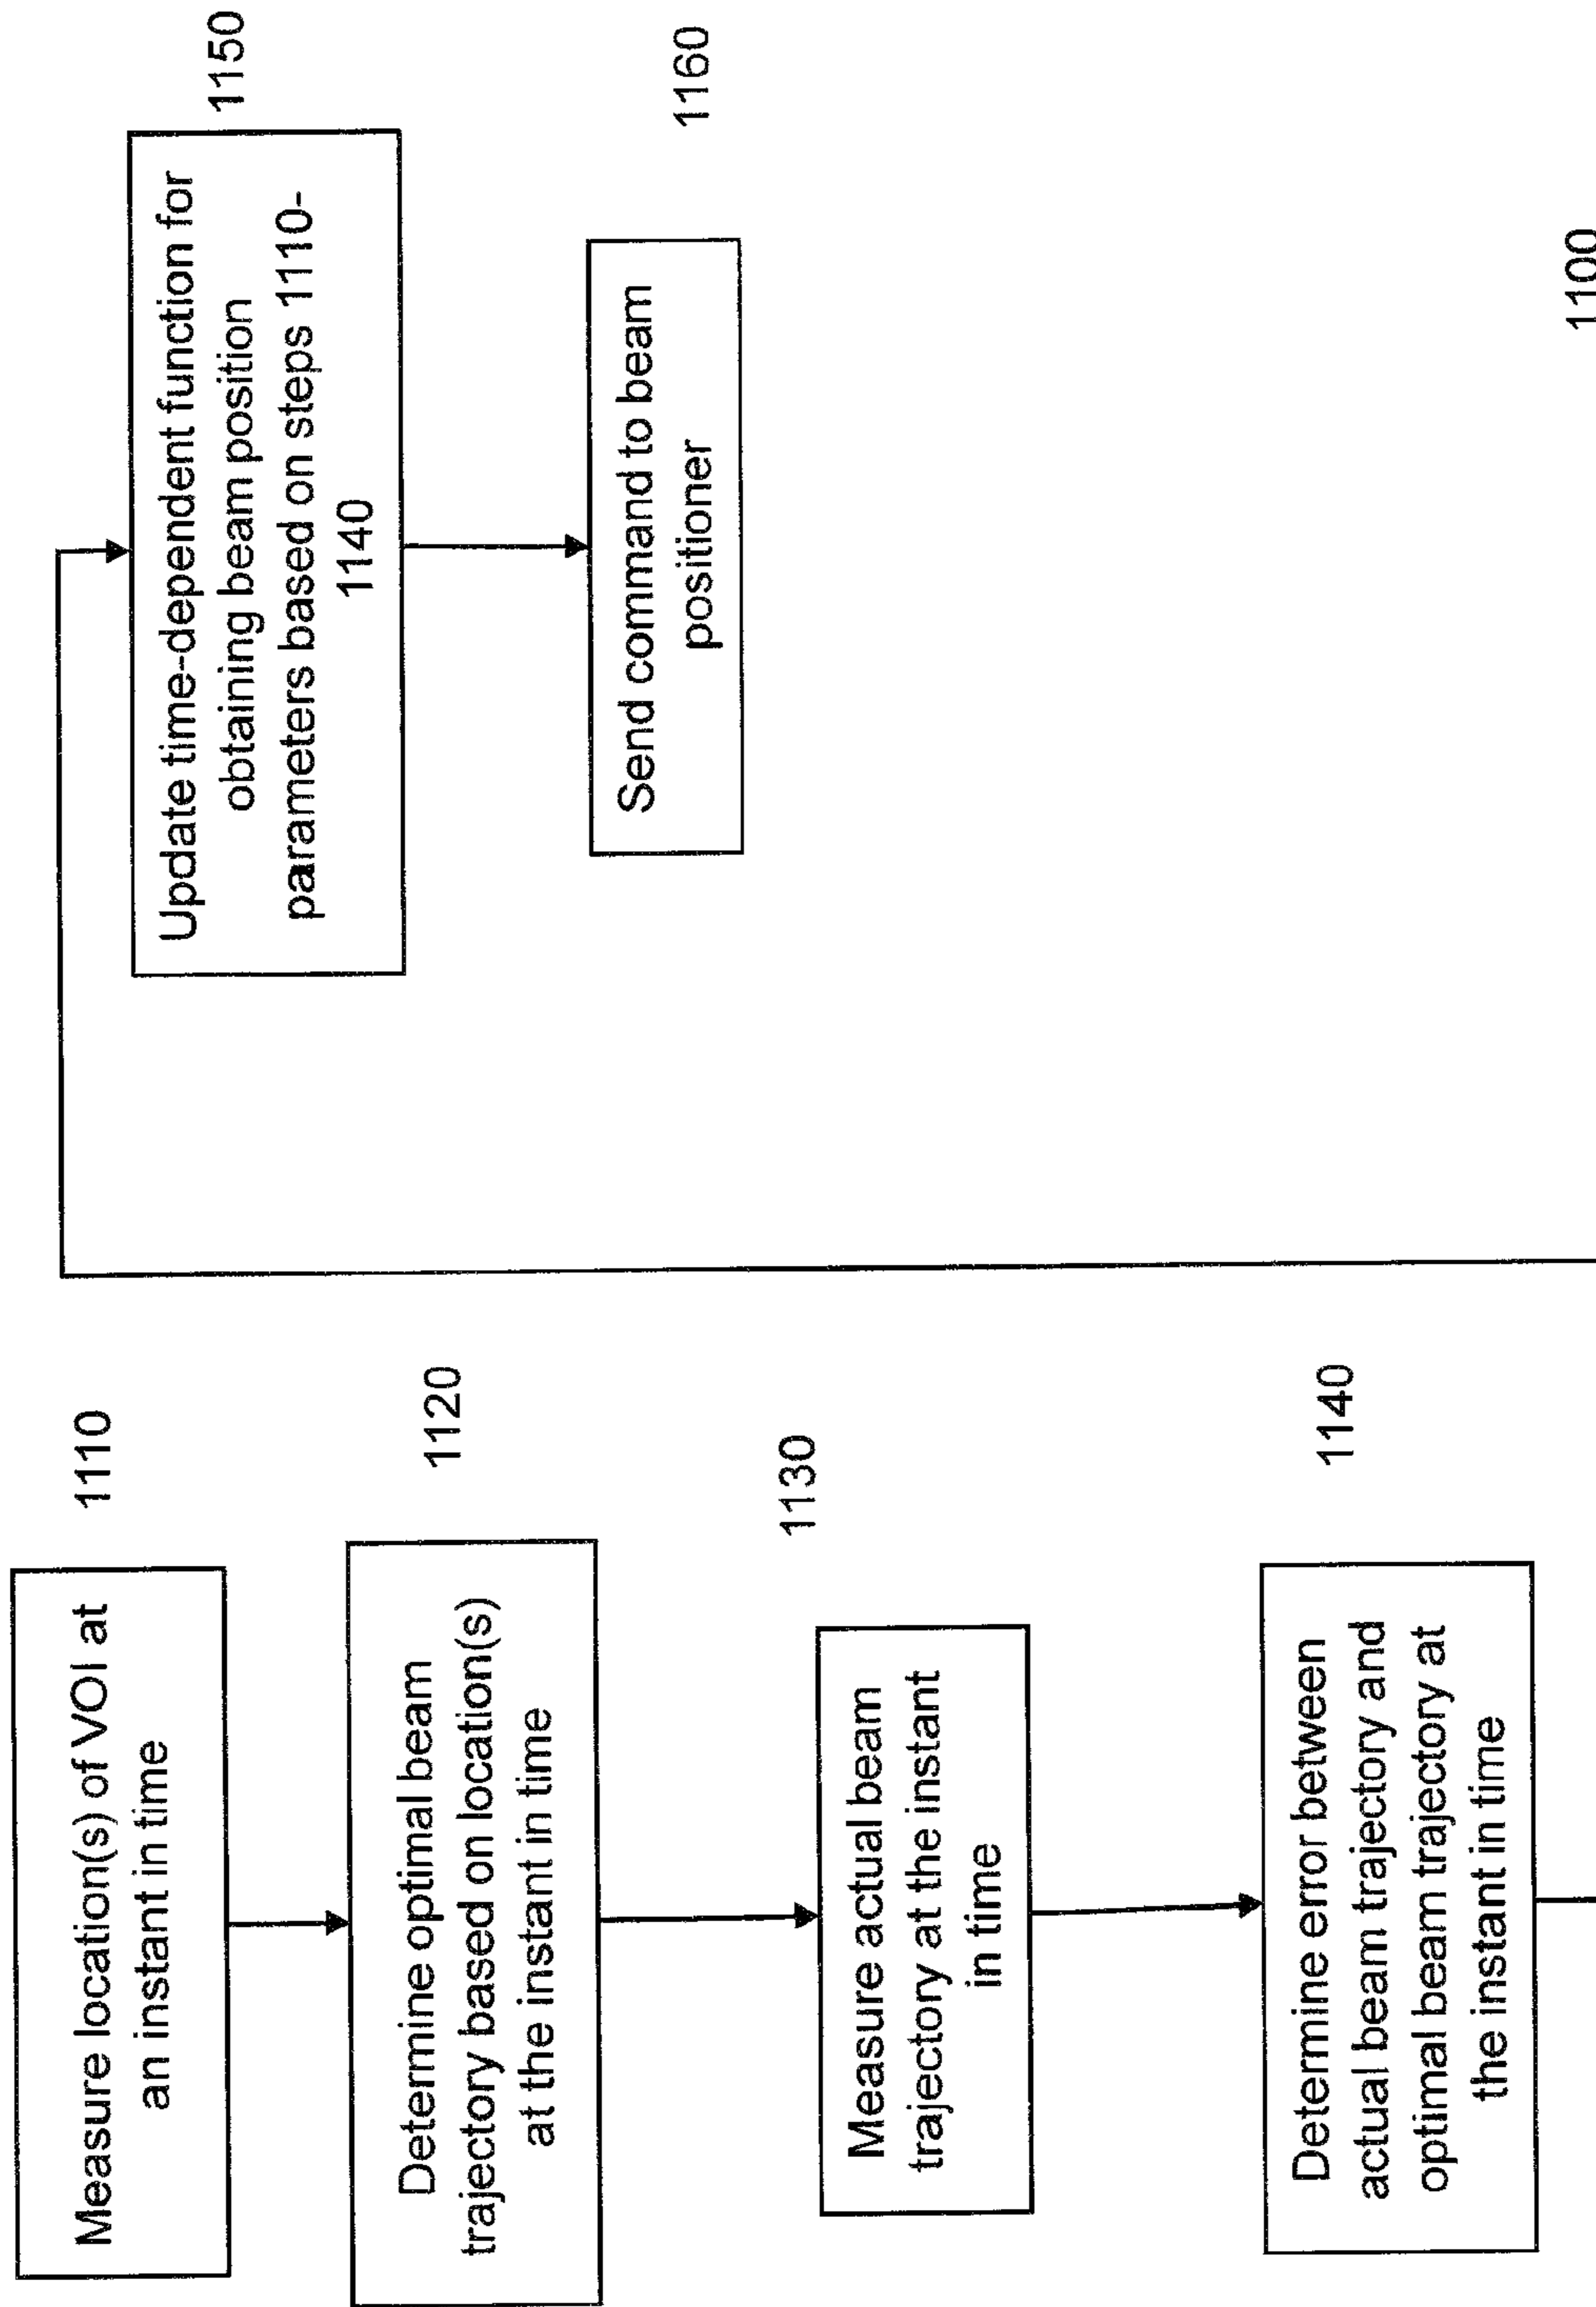 Measure location(s) of VOI at
an instant in time
1110
Determine optimal beam
trajectory based on location(s)
at the instant in time
1120
1130
Measure actual beam
trajectory at the instant
in time
Determine error between
actual beam trajectory and
optimal beam trajectory at
the instant in time
1140
Update time-dependent function for
obtaining beam position
parameters based on steps 1110-
1140
1150
Send command to beam
positioner
1160
1100